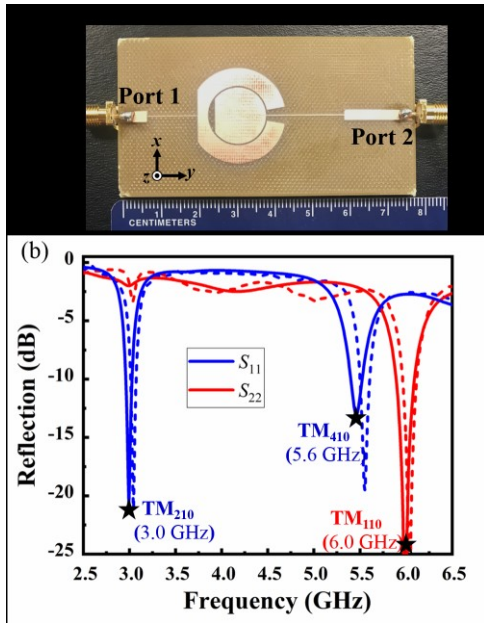 Port 1
Port 2
x
z
y
1 2 3 4 5 6 7 8
CENTIMETERS
(b)
0
-5
-10
-15
-20
-25
Reflection (dB)
S11
S22
TM410
(5.6 GHz)
TM210
(3.0 GHz)
TM110
(6.0 GHz)
2.5 3.0 3.5 4.0 4.5 5.0 5.5 6.0 6.5
Frequency (GHz)